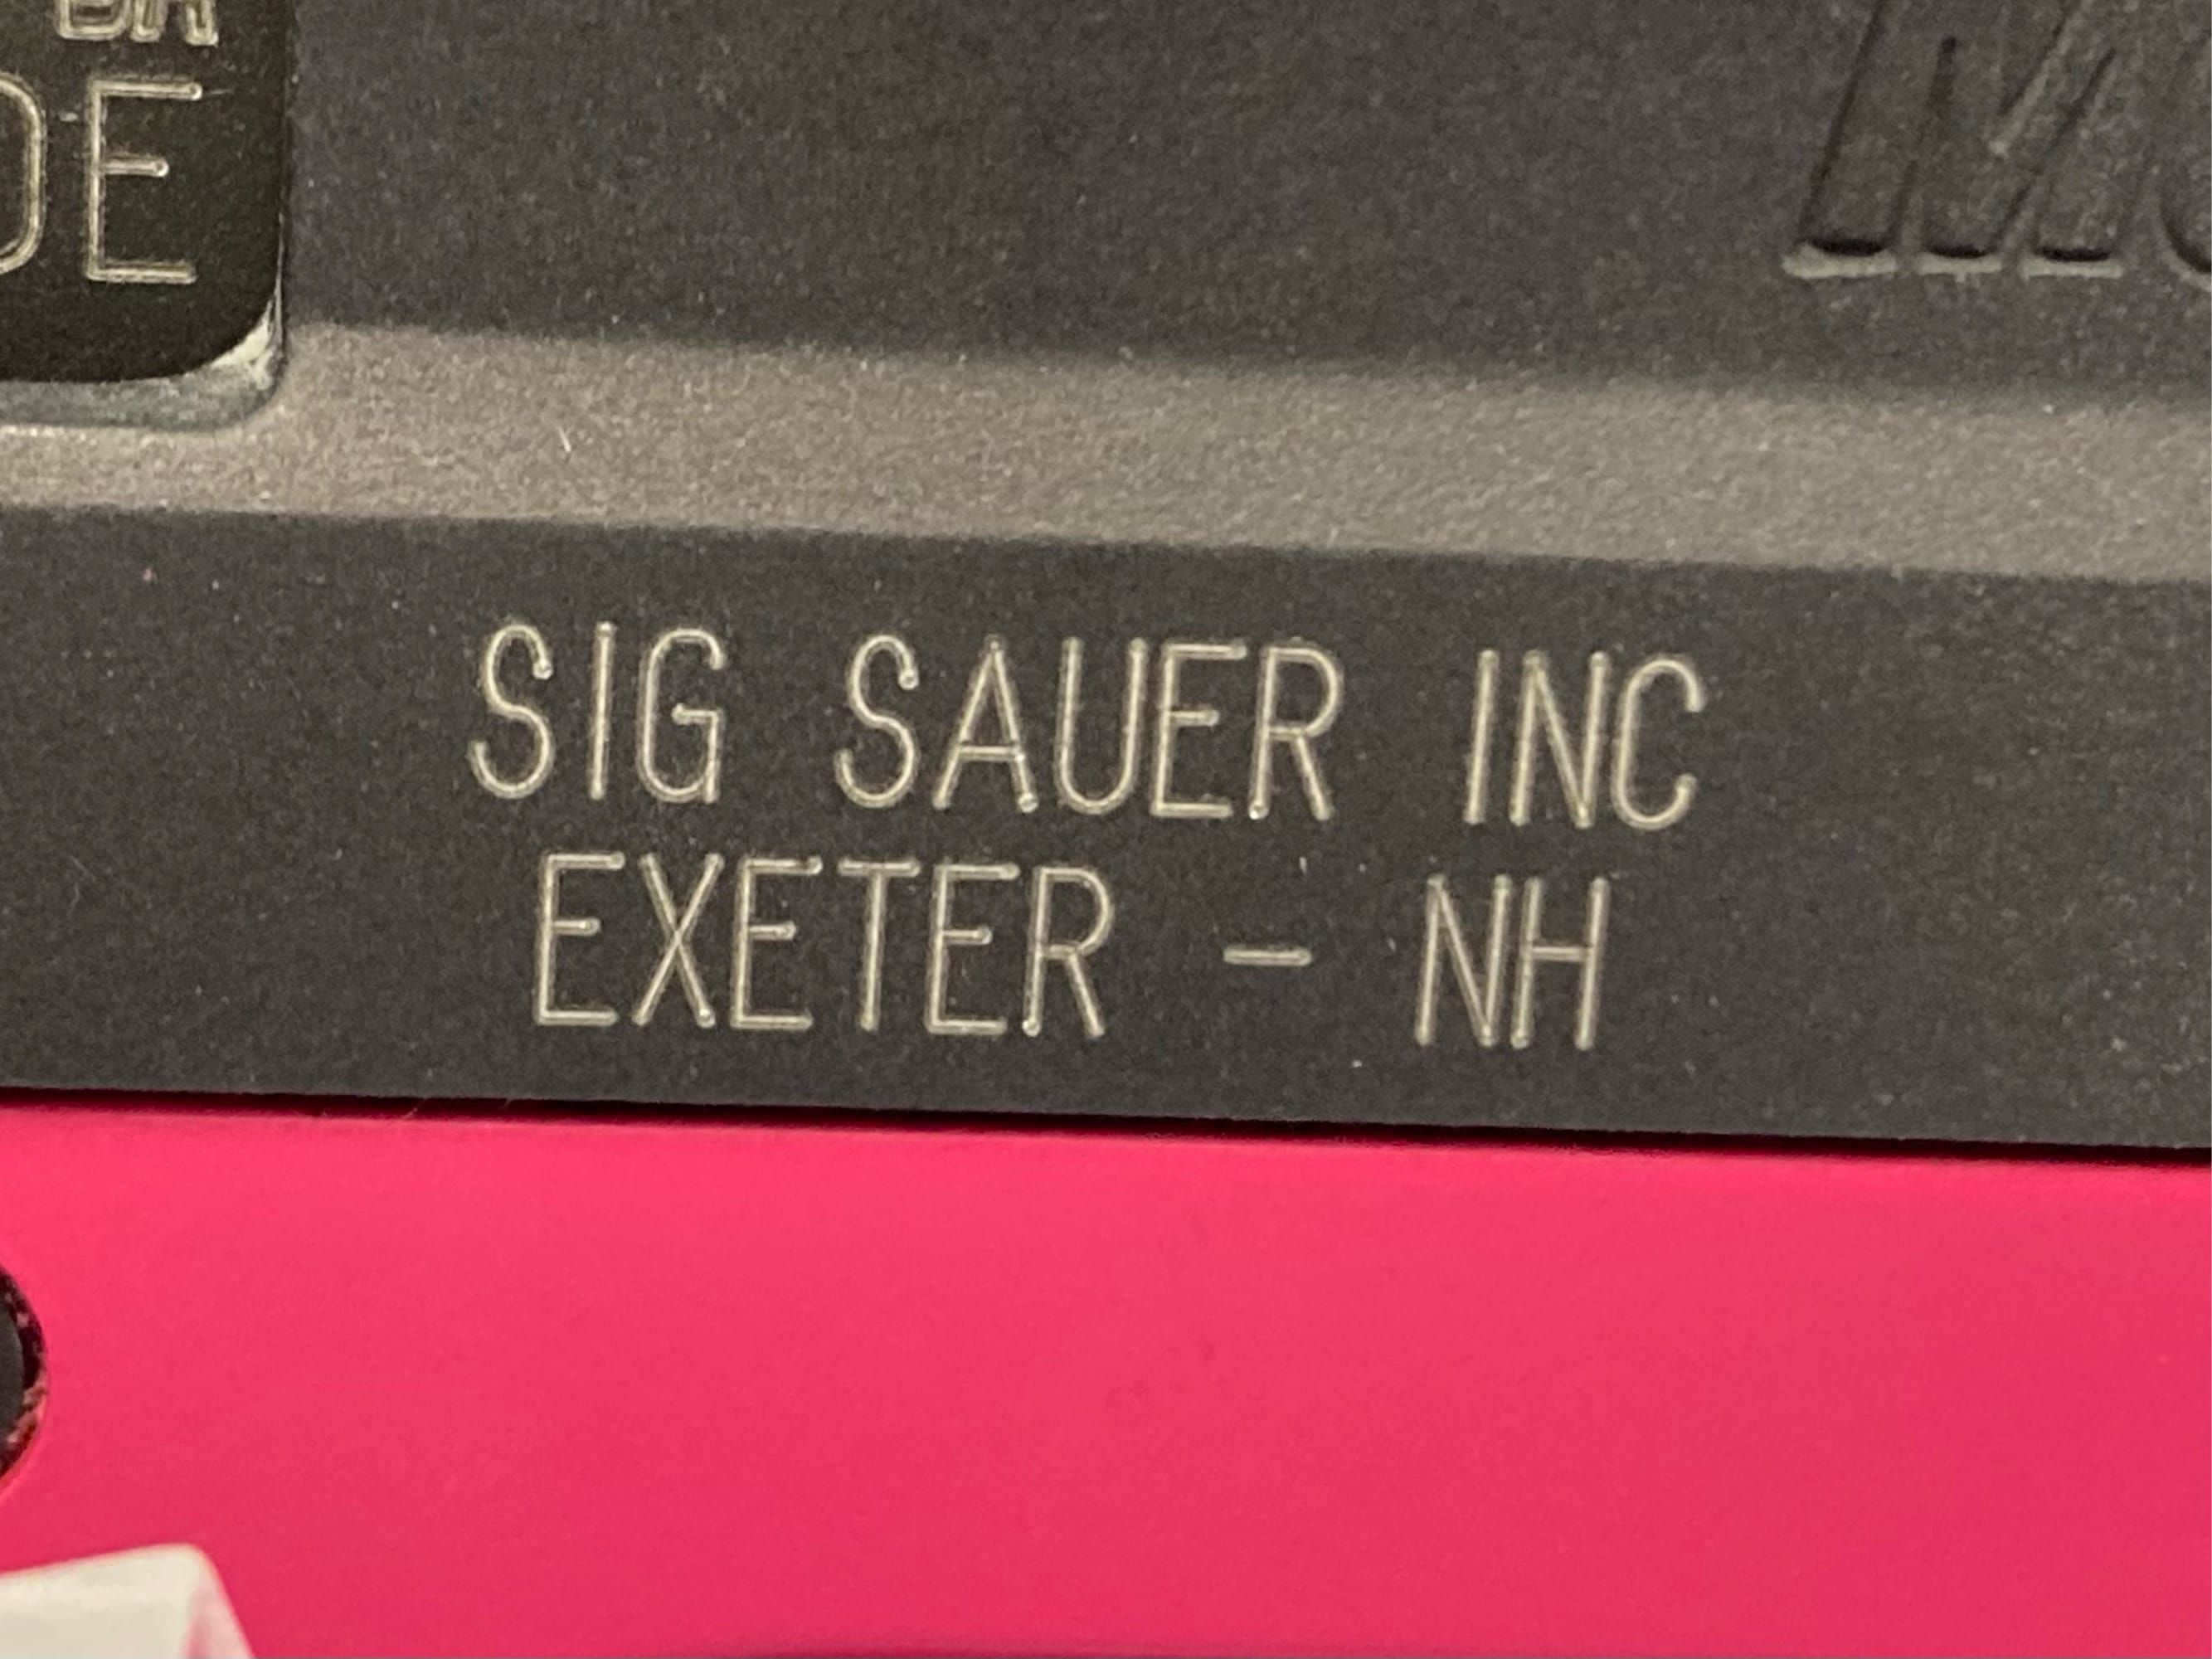 SIG SAUER INC
EXETER - NH